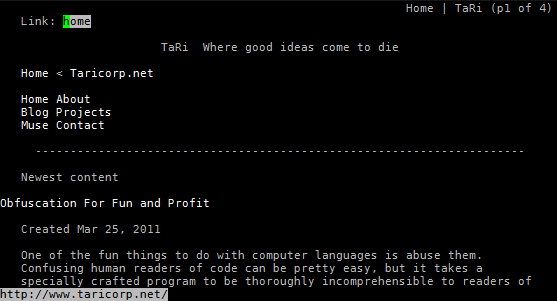 Home | TaRi (p1 of 4)
Link: home
TaRi  Where good ideas come to die
Home < Taricorp.net
Home About
Blog Projects
Muse Contact
----------------------------------------------------------------------
Newest content
Obfuscation For Fun and Profit
Created Mar 25, 2011
One of the fun things to do with computer languages is abuse them.
Confusing human readers of code can be pretty easy, but it takes a
specially crafted program to be thoroughly incomprehensible to readers of
http://www.taricorp.net/